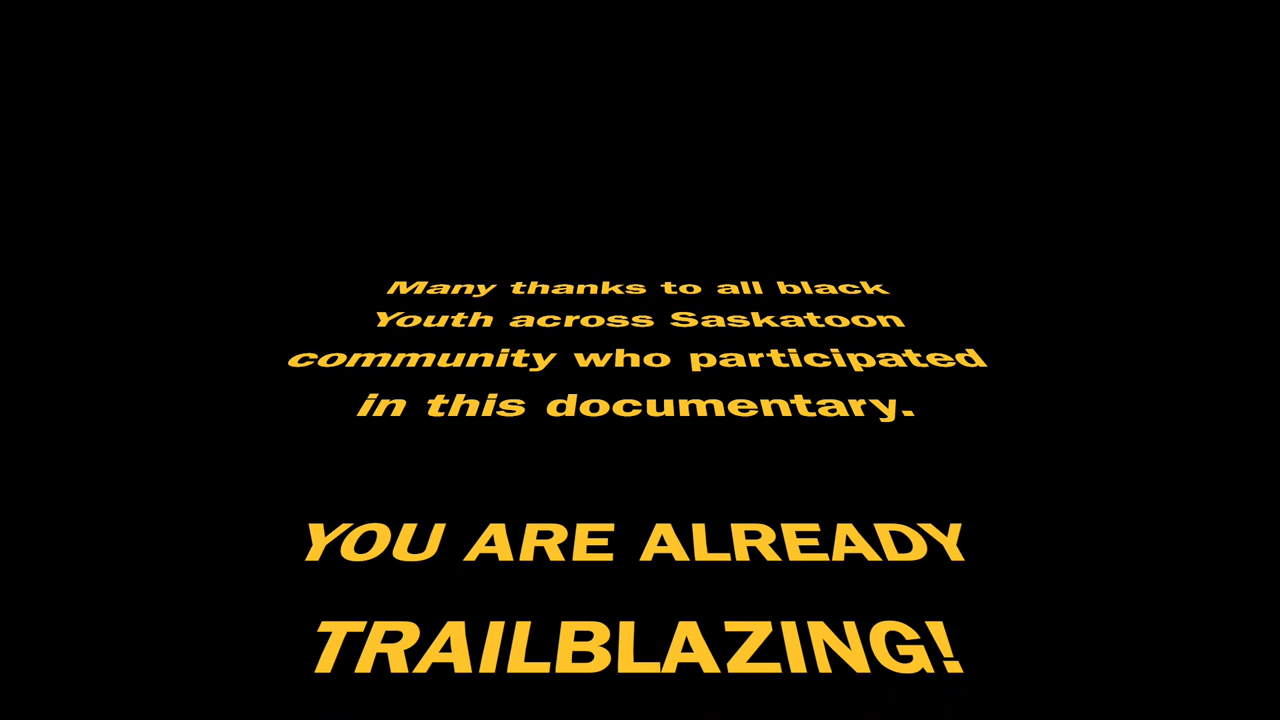 Many thanks to all black
Youth across Saskatoon
community who participated
in this documentary.
YOU ARE ALREADY
TRAILBLAZING!